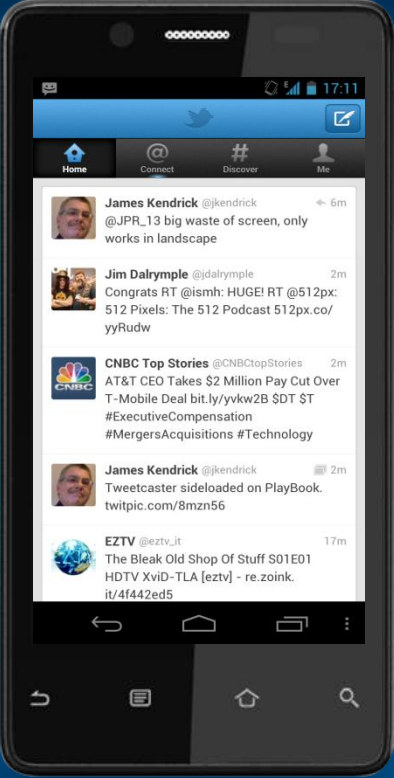 E 17:11
Home
@
Connect
#
Discover
Me
James Kendrick @jkendrick 6m
@JPR_13 big waste of screen, only
works in landscape
Jim Dalrymple @jdalrymple 2m
Congrats RT @ismh: HUGE! RT @512px:
512 Pixels: The 512 Podcast 512px.co/
yyRudw
CNBC Top Stories @CNBCtopStories 2m
CNBC
AT&T CEO Takes $2 Million Pay Cut Over
T-Mobile Deal bit.ly/yvkw2B $DT $T
#ExecutiveCompensation
#MergersAcquisitions #Technology
James Kendrick @jkendrick 2m
Tweetcaster sideloaded on PlayBook.
twitpic.com/8mzn56
EZTV @eztv_it 17m
The Bleak Old Shop Of Stuff S01E01
HDTV XviD-TLA [eztv] - re.zoink.
it/4f442ed5